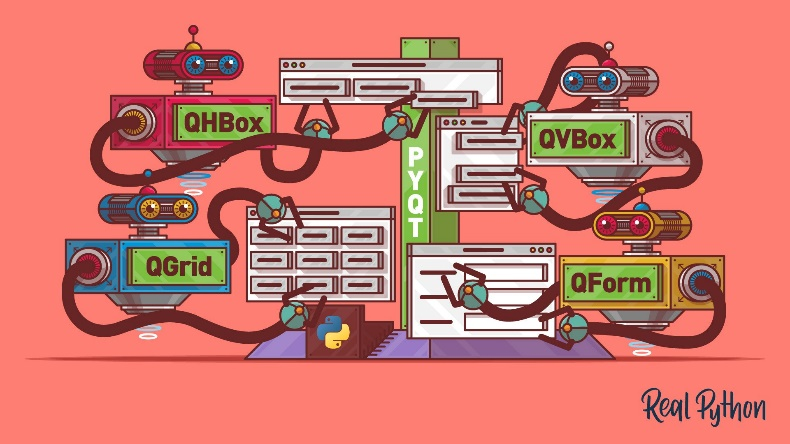 QHBox
QVBox
PYQT
QGrid
QForm
Real Python